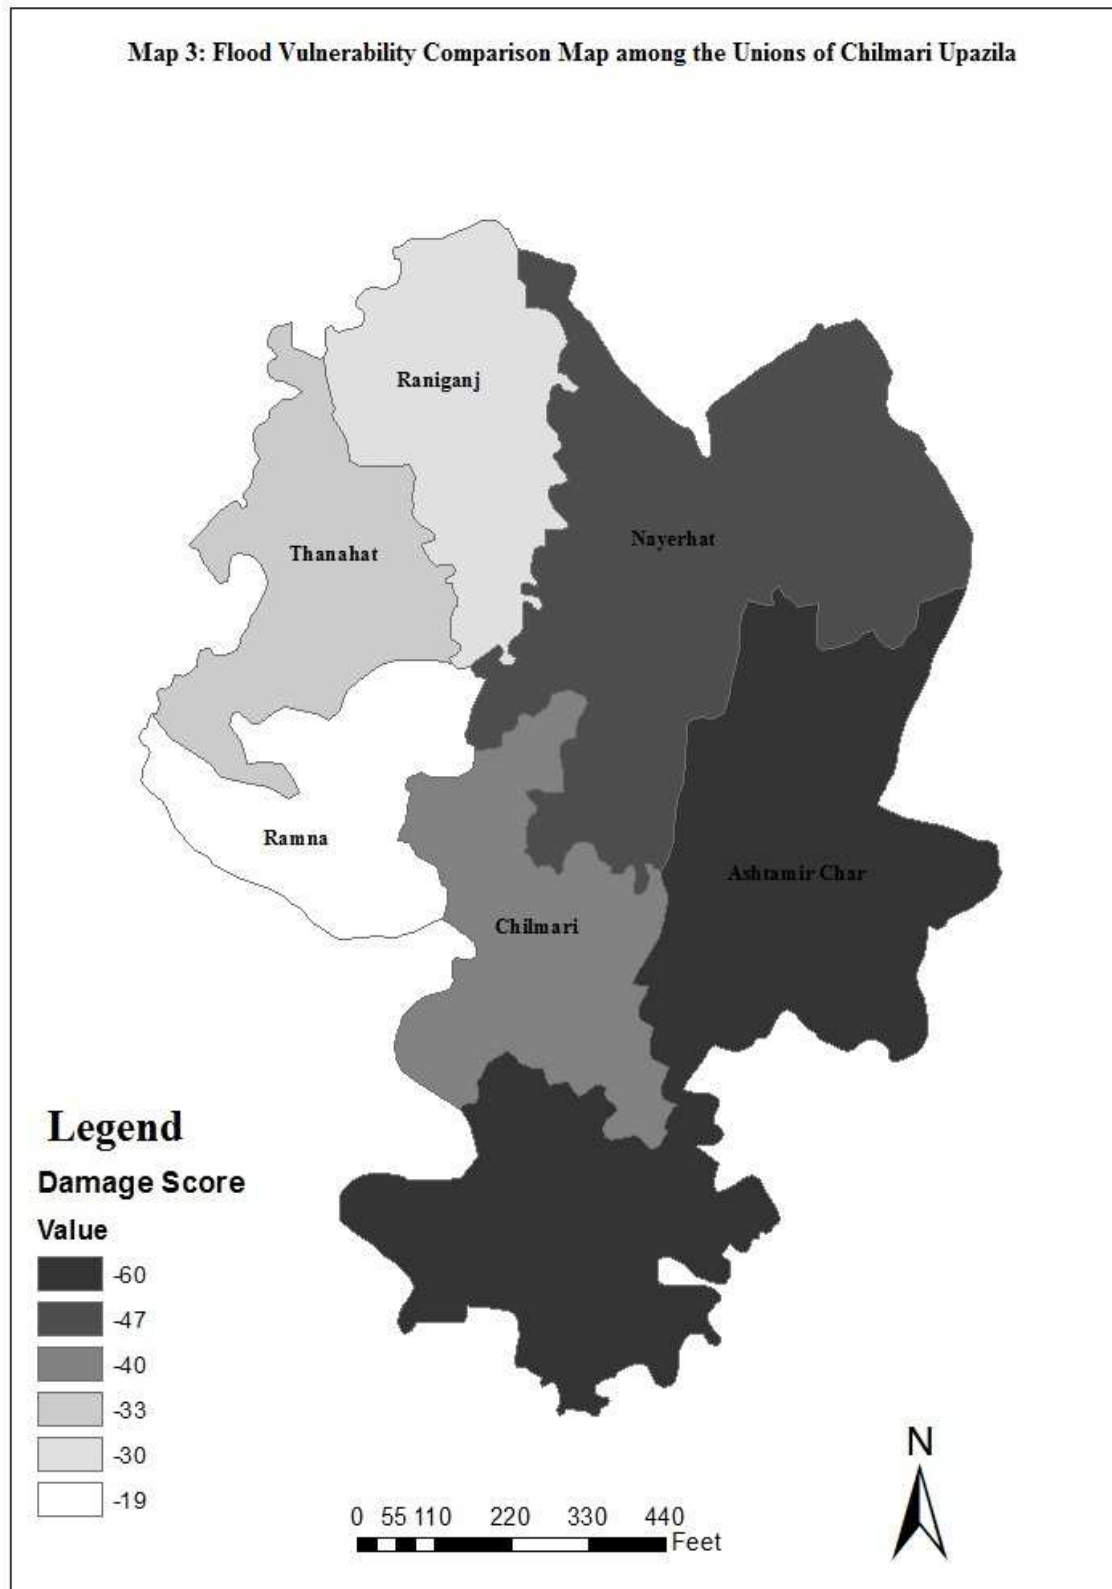 Map 3: Flood Vulnerability Comparison Map among the Unions of Chilmari Upazila
Raniganj
Nayerhat
Thanahat
Ramna
Ashtamir Char
Chilmari
Legend
Damage Score
Value
-60
-47
-40
-33
-30
-19
N
0 55 110 220 330 440
Feet